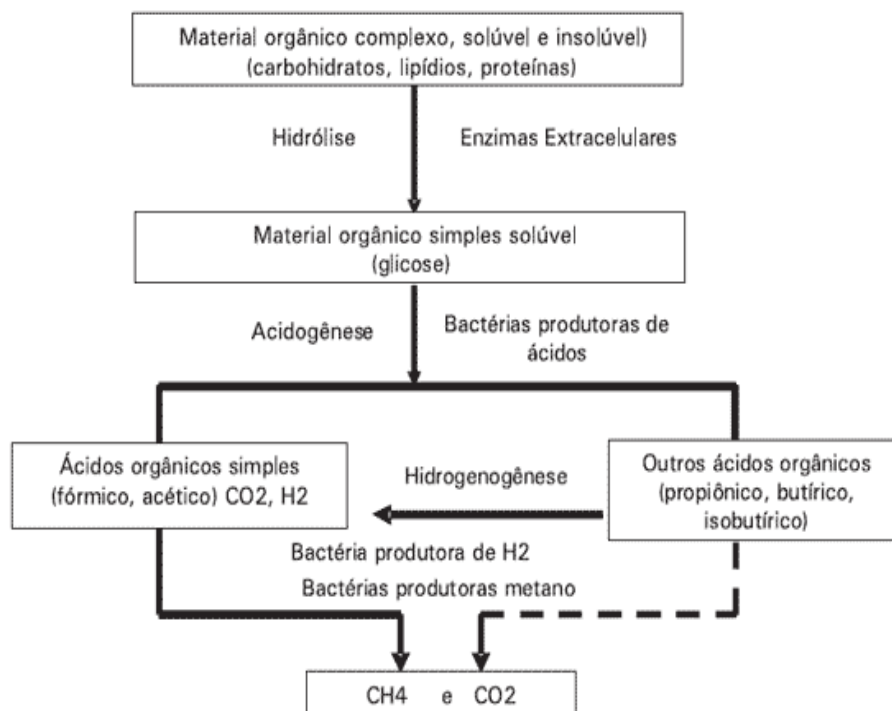 Material orgânico complexo, solúvel e insolúvel)
(carbohidratos, lipídios, proteínas)
Hidrólise
Enzimas Extracelulares
Material orgânico simples solúvel
(glicose)
Acidogênese
Bactérias produtoras de
ácidos
Ácidos orgânicos simples
(fórmico, acético) CO2, H2
Hidrogenogênese
Outros ácidos orgânicos
(propiônico, butírico,
isobutírico)
Bactéria produtora de H2
Bactérias produtoras metano
CH4 e CO2